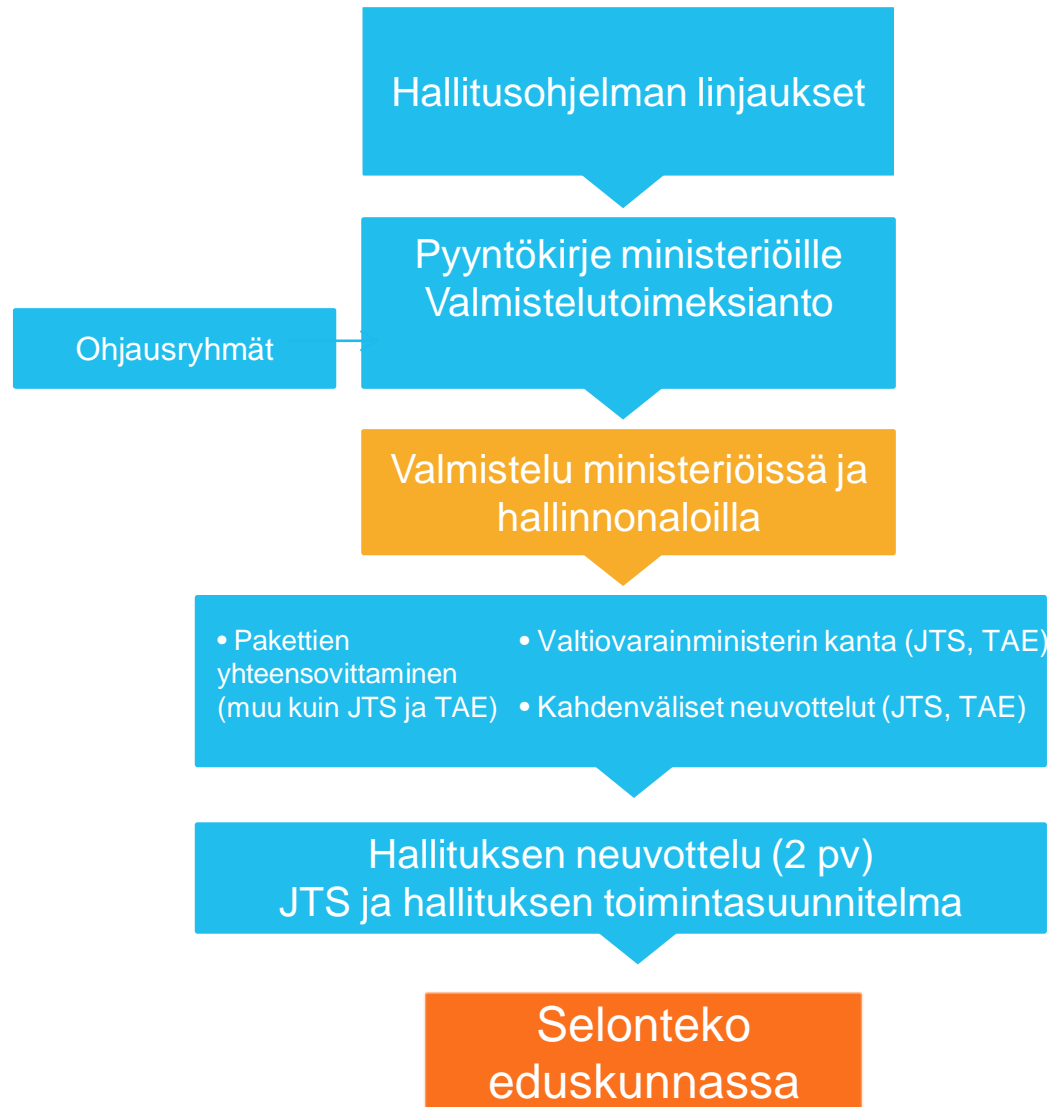 Hallitusohjelman linjaukset
Pyyntökirje ministeriöille
Valmistelutoimeksianto
Ohjausryhmät
Valmistelu ministeriöissä ja
hallinnonaloilla
• Pakettien
yhteensovittaminen
(muu kuin JTS ja TAE)
• Valtiovarainministerin kanta (JTS, TAE)
• Kahdenväliset neuvottelut (JTS, TAE)
Hallituksen neuvottelu (2 pv)
JTS ja hallituksen toimintasuunnitelma
Selonteko
eduskunnassa